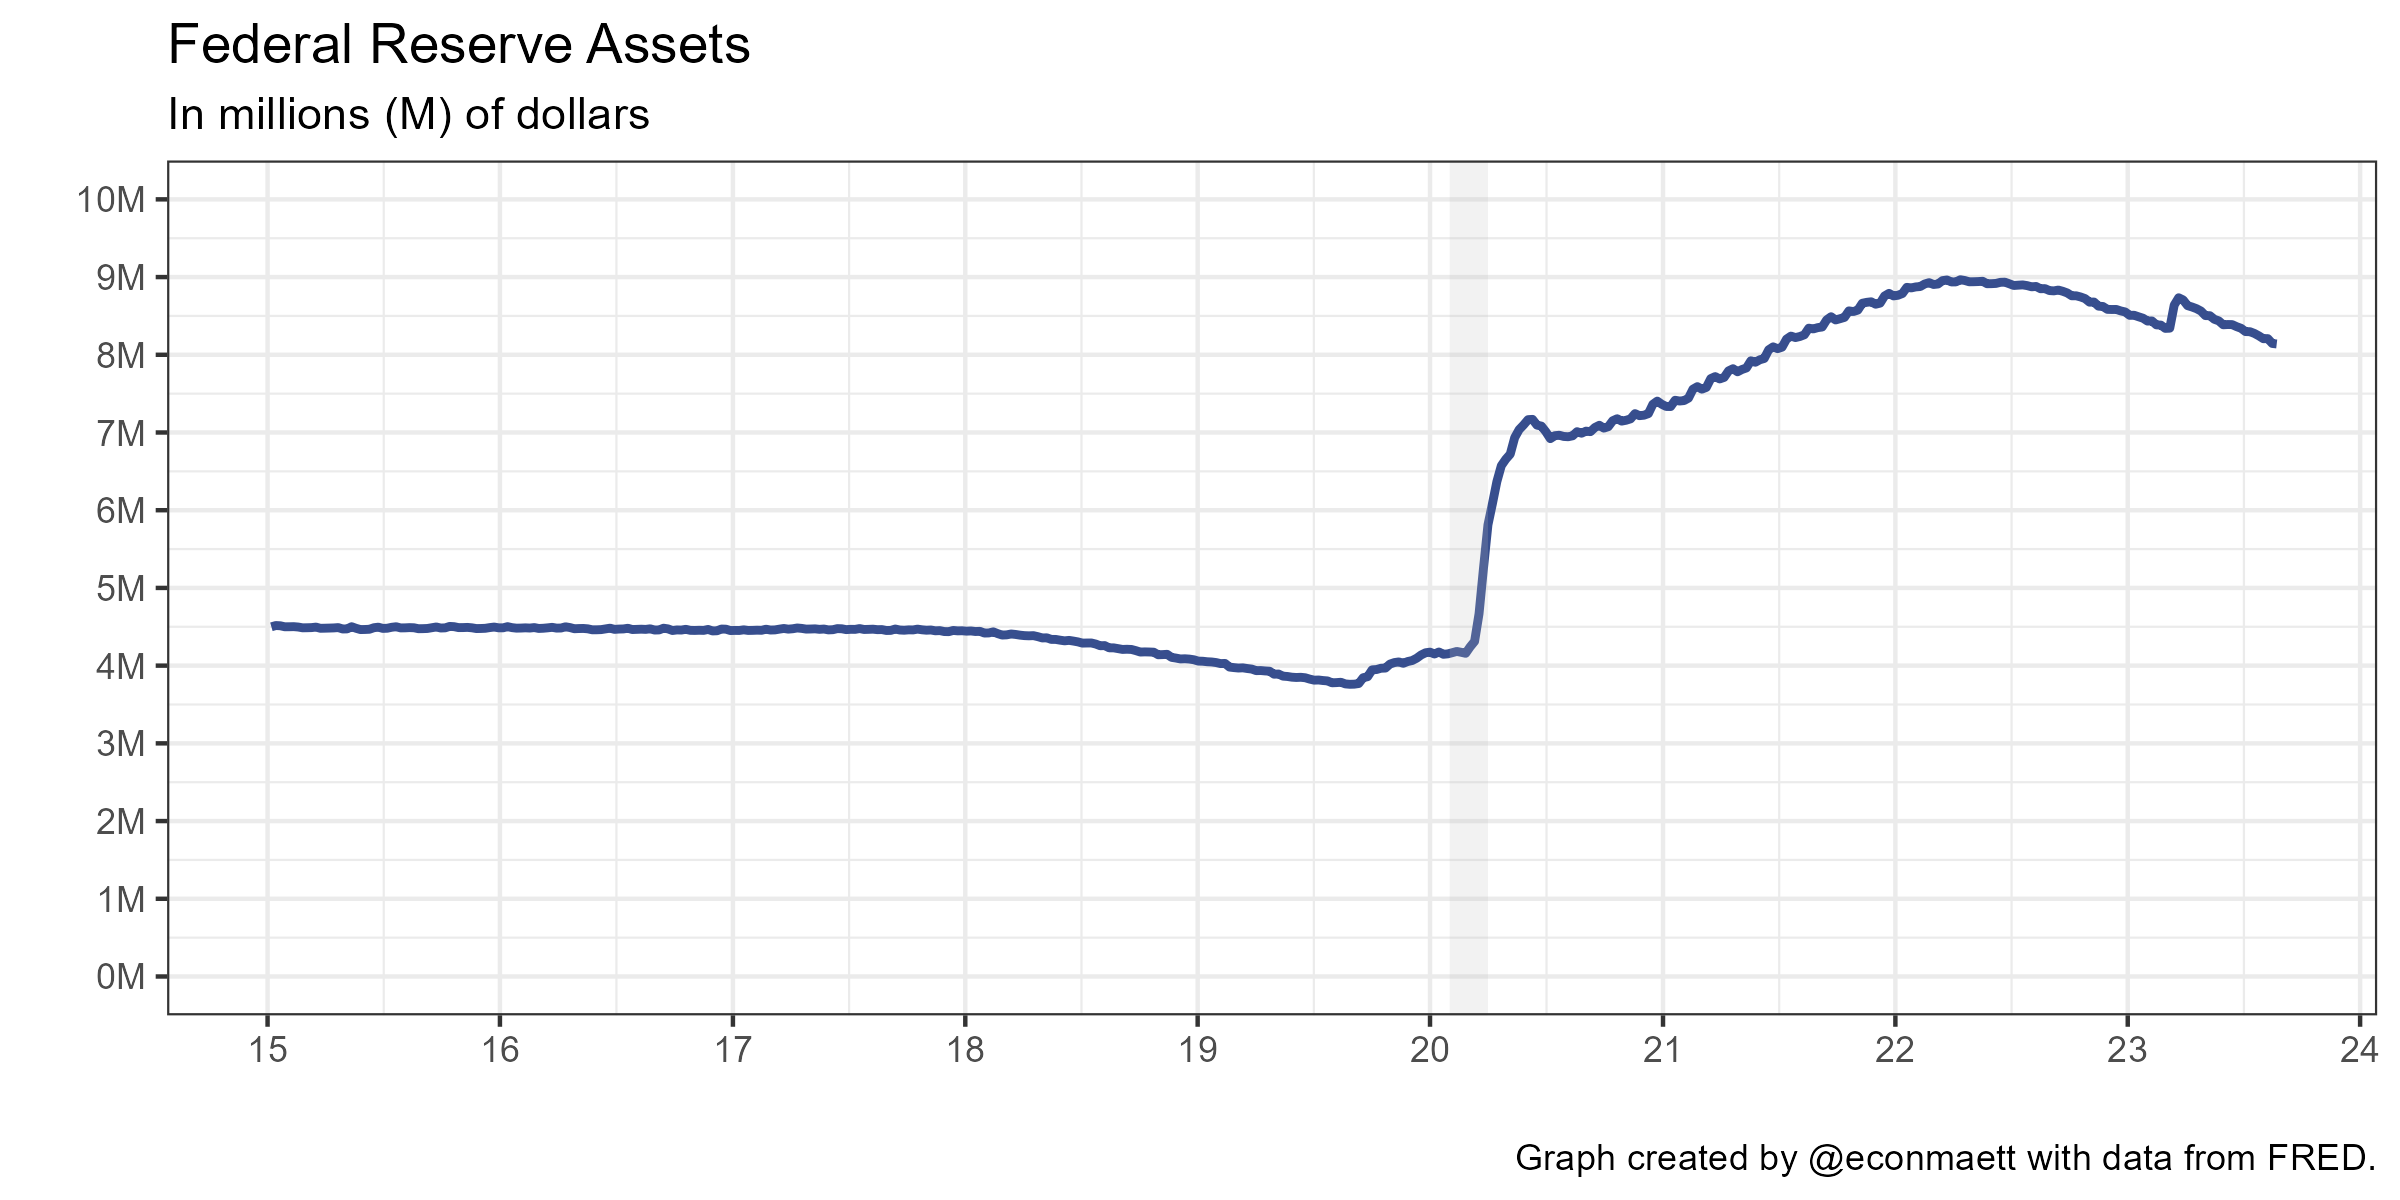 Federal Reserve Assets
In millions (M) of dollars
10M
9M
8M
7M
6M
5M
4M
3M
2M
1M
0M
15 16 17 18 19 20 21 22 23 24
Graph created by @econmaett with data from FRED.